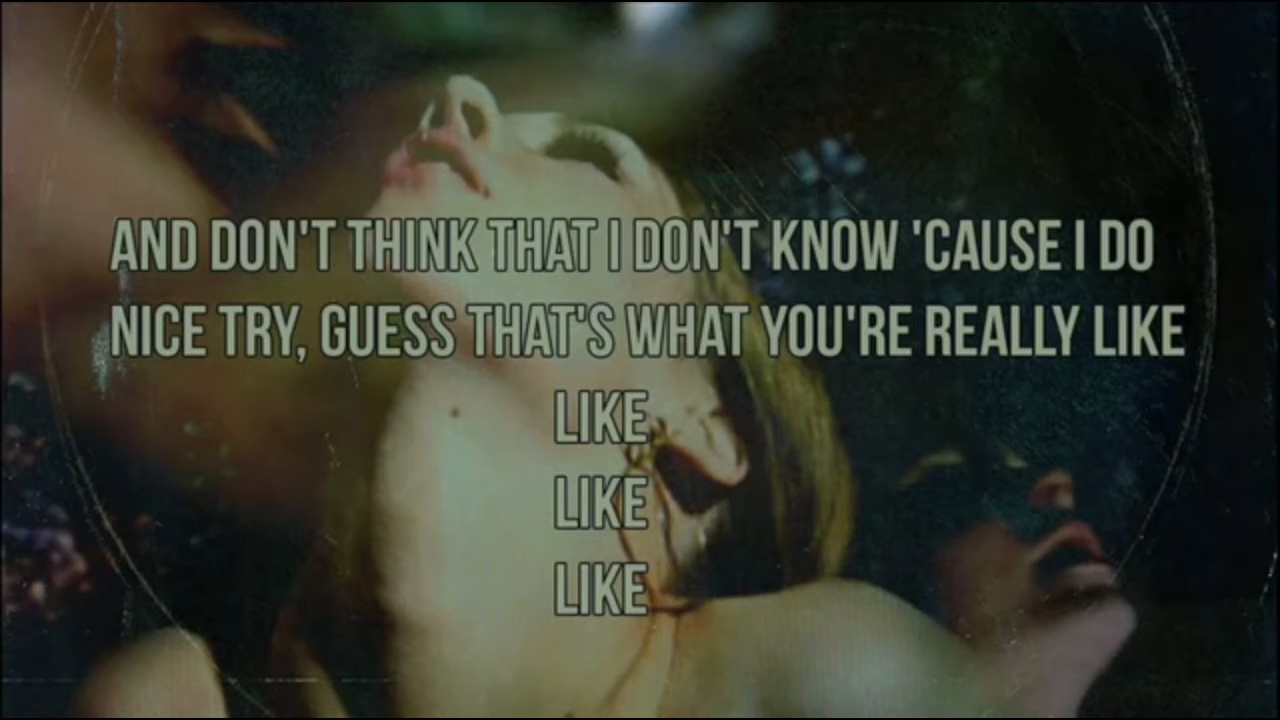 AND DON'T THINK THAT I DON'T KNOW 'CAUSE I DO
NICE TRY, GUESS THAT'S WHAT YOU'RE REALLY LIKE
LIKE
LIKE
LIKE